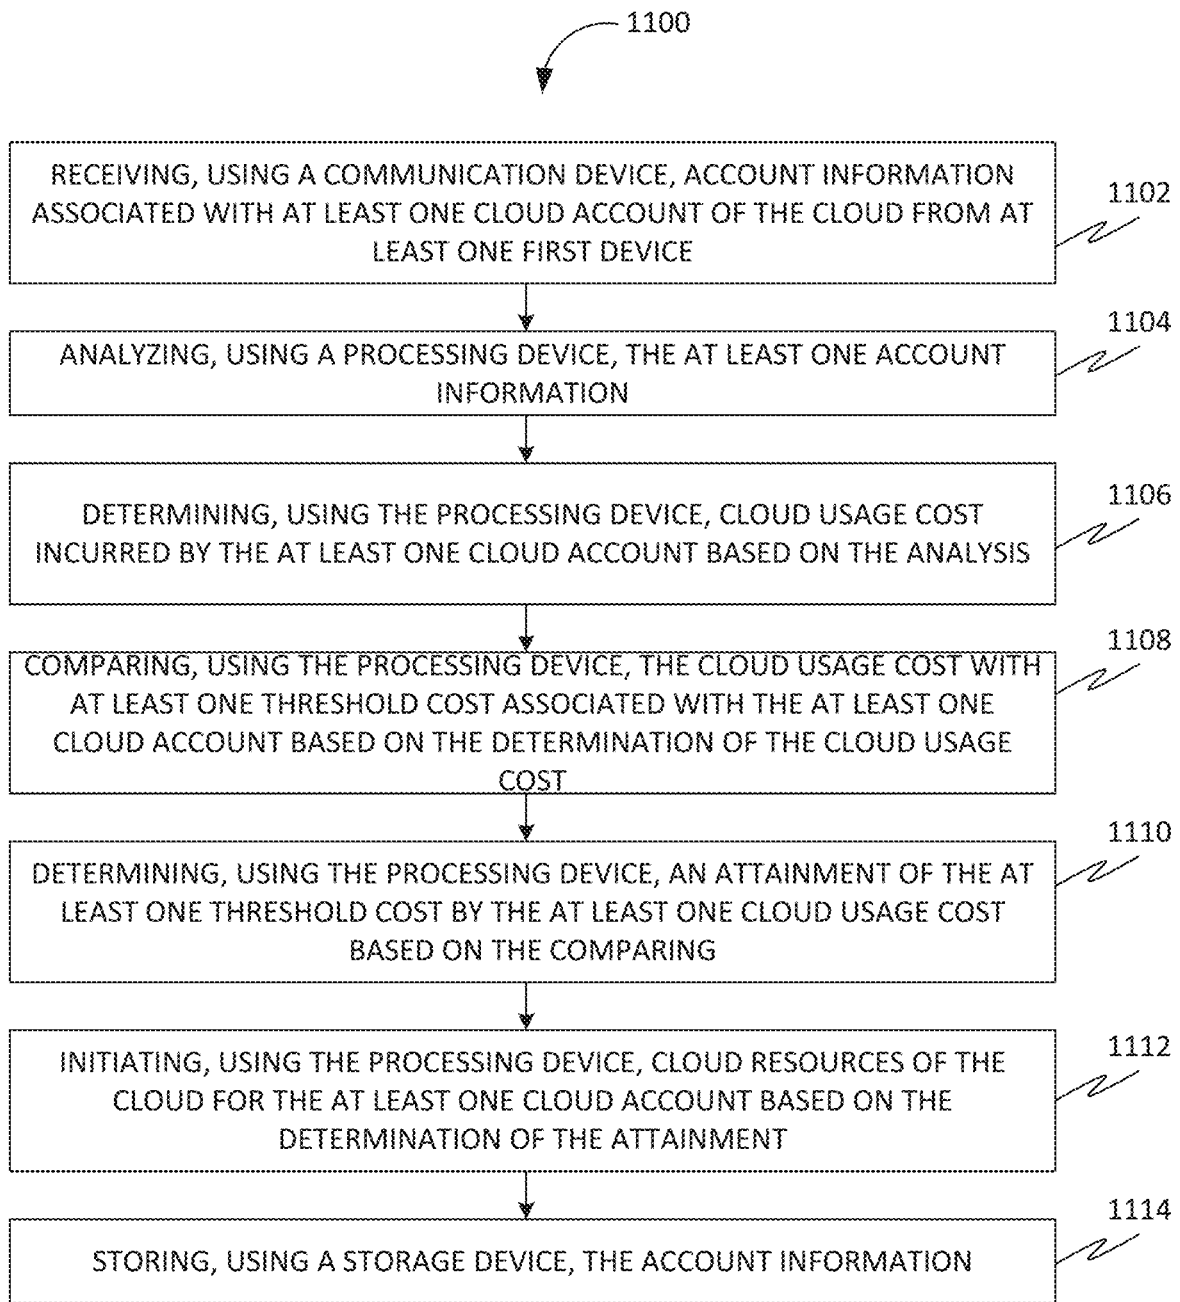 1100
RECEIVING, USING A COMMUNICATION DEVICE, ACCOUNT INFORMATION
ASSOCIATED WITH AT LEAST ONE CLOUD ACCOUNT OF THE CLOUD FROM AT
LEAST ONE FIRST DEVICE
1102
ANALYZING, USING A PROCESSING DEVICE, THE AT LEAST ONE ACCOUNT
INFORMATION
1104
DETERMINING, USING THE PROCESSING DEVICE, CLOUD USAGE COST
INCURRED BY THE AT LEAST ONE CLOUD ACCOUNT BASED ON THE ANALYSIS
1106
COMPARING, USING THE PROCESSING DEVICE, THE CLOUD USAGE COST WITH
AT LEAST ONE THRESHOLD COST ASSOCIATED WITH THE AT LEAST ONE
CLOUD ACCOUNT BASED ON THE DETERMINATION OF THE CLOUD USAGE
COST
1108
DETERMINING, USING THE PROCESSING DEVICE, AN ATTAINMENT OF THE AT
LEAST ONE THRESHOLD COST BY THE AT LEAST ONE CLOUD USAGE COST
BASED ON THE COMPARING
1110
INITIATING, USING THE PROCESSING DEVICE, CLOUD RESOURCES OF THE
CLOUD FOR THE AT LEAST ONE CLOUD ACCOUNT BASED ON THE
DETERMINATION OF THE ATTAINMENT
1112
STORING, USING A STORAGE DEVICE, THE ACCOUNT INFORMATION
1114